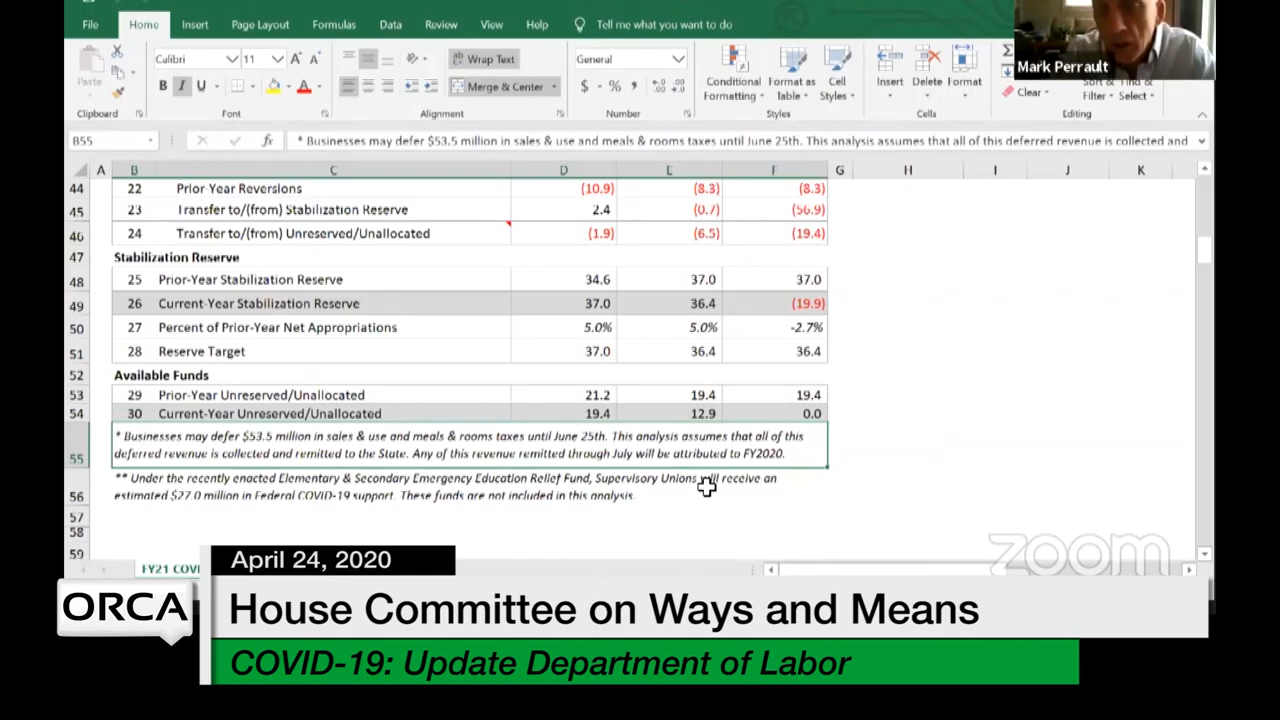 File Home Insert Page Layout Formulas Data Review View Help Tell me what you want to do
Mark Perrault
Calibri 11 A A Wrap Text General
Paste B I U A Merge & Center $ % , Conditional Format as Cell Insert Delete Format Clear
Formatting Table Styles Filter Select
Clipboard Font Alignment Number Styles Cells Editing
B55 fx * Businesses may defer $53.5 million in sales & use and meals & rooms taxes until June 25th. This analysis assumes that all of this deferred revenue is collected and
A B C D E F G H I J K
44 22 Prior-Year Reversions (10.9) (8.3) (8.3)
45 23 Transfer to/(from) Stabilization Reserve 2.4 (0.7) (56.9)
46 24 Transfer to/(from) Unreserved/Unallocated (1.9) (6.5) (19.4)
47 Stabilization Reserve
48 25 Prior-Year Stabilization Reserve 34.6 37.0 37.0
49 26 Current-Year Stabilization Reserve 37.0 36.4 (19.9)
50 27 Percent of Prior-Year Net Appropriations 5.0% 5.0% -2.7%
51 28 Reserve Target 37.0 36.4 36.4
52 Available Funds
53 29 Prior-Year Unreserved/Unallocated 21.2 19.4 19.4
54 30 Current-Year Unreserved/Unallocated 19.4 12.9 0.0
* Businesses may defer $53.5 million in sales & use and meals & rooms taxes until June 25th. This analysis assumes that all of this
55 deferred revenue is collected and remitted to the State. Any of this revenue remitted through July will be attributed to FY2020.
** Under the recently enacted Elementary & Secondary Emergency Education Relief Fund, Supervisory Unions will receive an
56 estimated $27.0 million in Federal COVID-19 support. These funds are not included in this analysis.
57
58
59
zoom
FY21 COVI
April 24, 2020
ORCA
House Committee on Ways and Means
COVID-19: Update Department of Labor